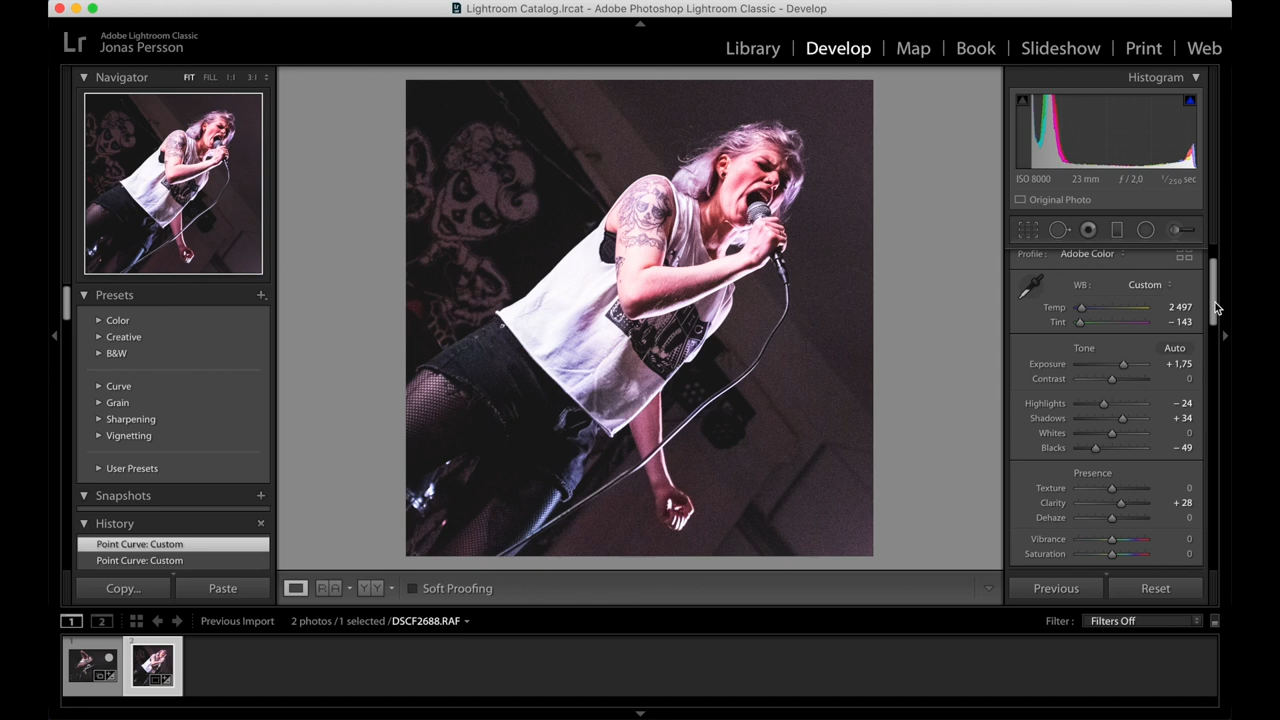 Lightroom Catalog.lrcat - Adobe Photoshop Lightroom Classic - Develop
Lr
Adobe Lightroom Classic
Jonas Persson
Library | Develop | Map | Book | Slideshow | Print | Web
Navigator FIT FILL 1:1 3:1
Histogram
ISO 8000 23 mm ƒ / 2,0 1/250 sec
Original Photo
Profile : Adobe Color
WB : Custom
Temp 2 497
Tint − 143
Tone Auto
Exposure + 1,75
Contrast 0
Highlights − 24
Shadows + 34
Whites 0
Blacks − 49
Presence
Texture 0
Clarity + 28
Dehaze 0
Vibrance 0
Saturation 0
Presets
Color
Creative
B&W
Curve
Grain
Sharpening
Vignetting
User Presets
Snapshots
History
Point Curve: Custom
Point Curve: Custom
Copy... Paste
R A Y Y Soft Proofing
Previous Reset
1 2 Previous Import 2 photos / 1 selected / DSCF2688.RAF
Filter : Filters Off
1 2